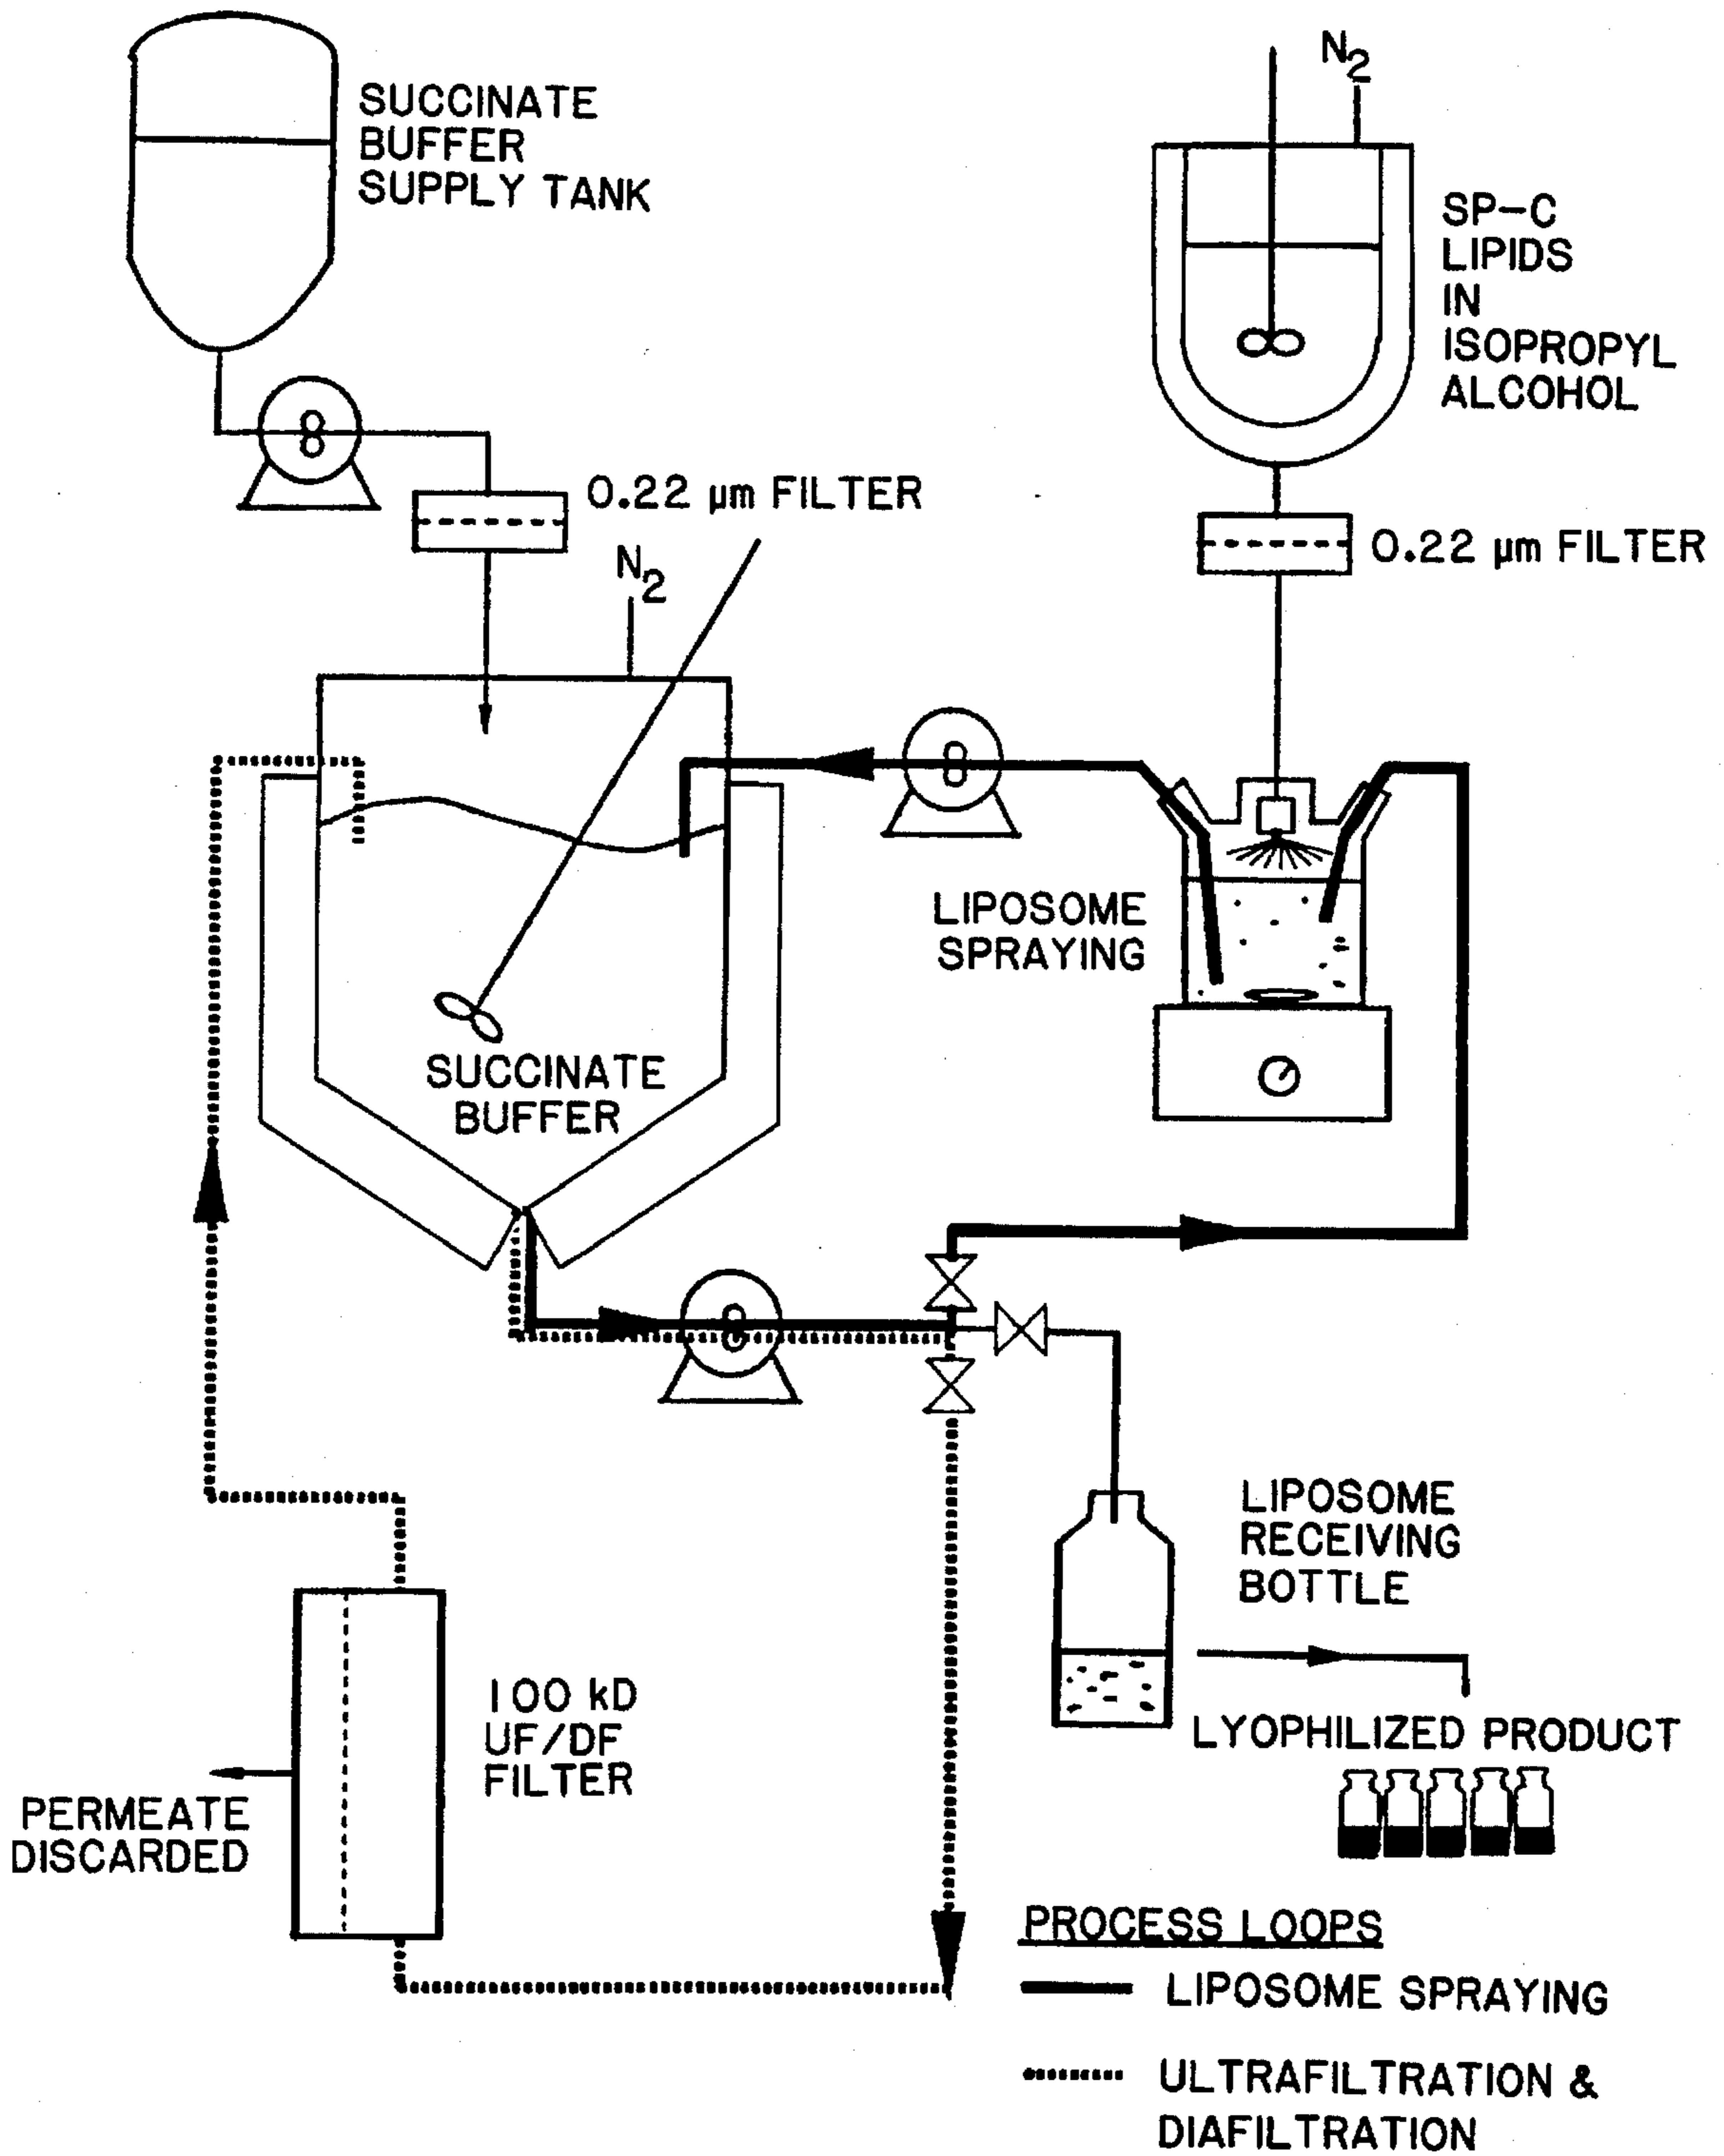 SUCCINATE
BUFFER
SUPPLY TANK
N2
SP-C
LIPIDS
IN
ISOPROPYL
ALCOHOL
0.22 µm FILTER
0.22 µm FILTER
N2
LIPOSOME
SPRAYING
SUCCINATE
BUFFER
LIPOSOME
RECEIVING
BOTTLE
100 kD
UF/DF
FILTER
PERMEATE
DISCARDED
LYOPHILIZED PRODUCT
PROCESS LOOPS
LIPOSOME SPRAYING
ULTRAFILTRATION &
DIAFILTRATION